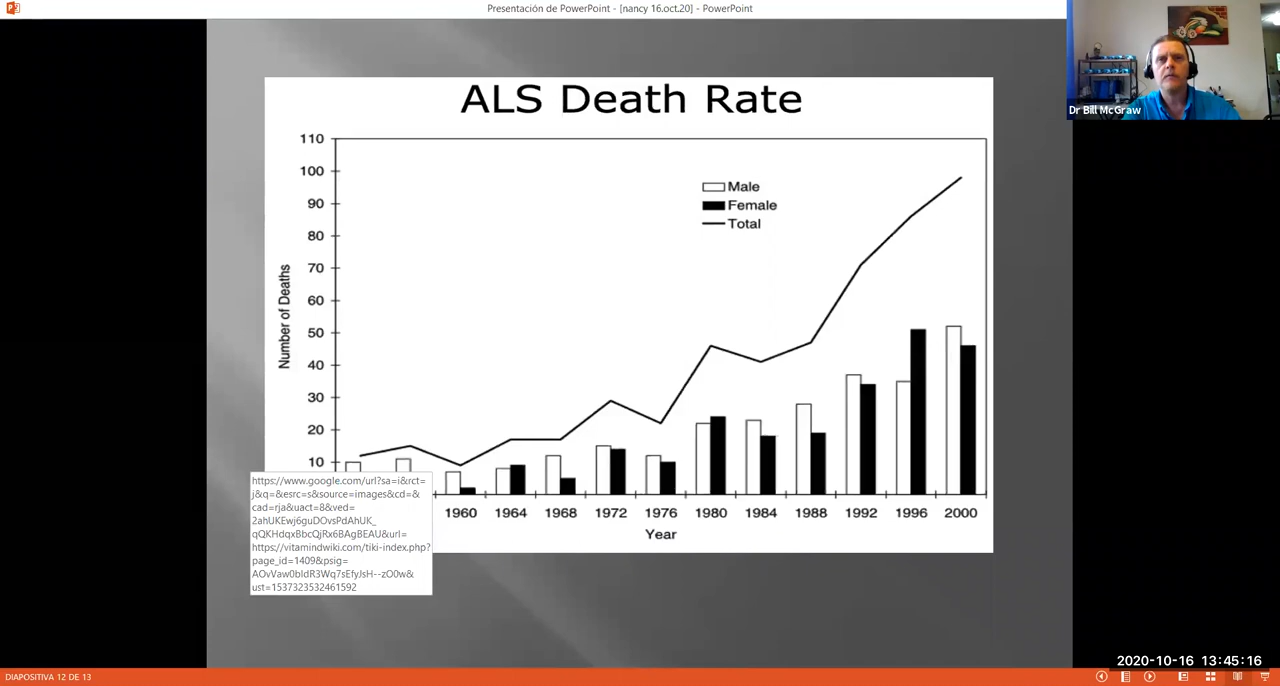 Presentación de PowerPoint - [nancy 16.oct.20] - PowerPoint
Dr Bill McGraw
ALS Death Rate
110
100
90
80
70
60
50
40
30
20
10
Number of Deaths
Male
Female
Total
1960 1964 1968 1972 1976 1980 1984 1988 1992 1996 2000
Year
https://www.google.com/url?sa=i&rct=
j&q=&esrc=s&source=images&cd=&
cad=rja&uact=8&ved=
2ahUKEwj6guDOvsPdAhUK_
qQKHdqxBbcQjRx6BAgBEAU&url=
https://vitamindwiki.com/tiki-index.php?
page_id=1409&psig=
AOvVaw0bIdR3Wq7sEfyJsH--zO0w&
ust=1537323532461592
2020-10-16 13:45:16
DIAPOSITIVA 12 DE 13